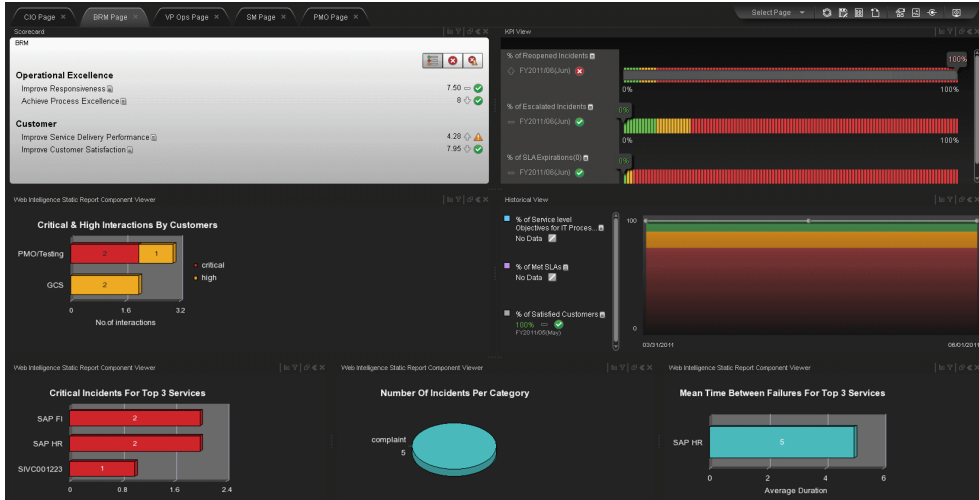 CIO Page
BRM Page
VP Ops Page
SM Page
PMO Page
Select Page
Scorecard
BRM
Operational Excellence
Improve Responsiveness
7.50
Achieve Process Excellence
8
Customer
Improve Service Delivery Performance
4.28
Improve Customer Satisfaction
7.95
KPI View
% of Reopened Incidents
FY2011/06(Jun)
100%
0%
100%
% of Escalated Incidents
FY2011/06(Jun)
0%
0%
100%
% of SLA Expirations(0)
FY2011/06(Jun)
0%
Web Intelligence Static Report Component Viewer
Critical & High Interactions By Customers
PMO/Testing
2
1
GCS
2
0
1.6
3.2
No.of interactions
critical
high
Historical View
% of Service level
Objectives for IT Proces...
No Data
% of Met SLAs
No Data
% of Satisfied Customers
100%
FY2011/05(May)
100
0
03/31/2011
06/01/2011
Web Intelligence Static Report Component Viewer
Critical Incidents For Top 3 Services
SAP FI
2
SAP HR
2
SIVC001223
1
0
0.8
1.6
2.4
Web Intelligence Static Report Component Viewer
Number Of Incidents Per Category
complaint
5
Web Intelligence Static Report Component Viewer
Mean Time Between Failures For Top 3 Services
SAP HR
5
0
2
4
6
Average Duration